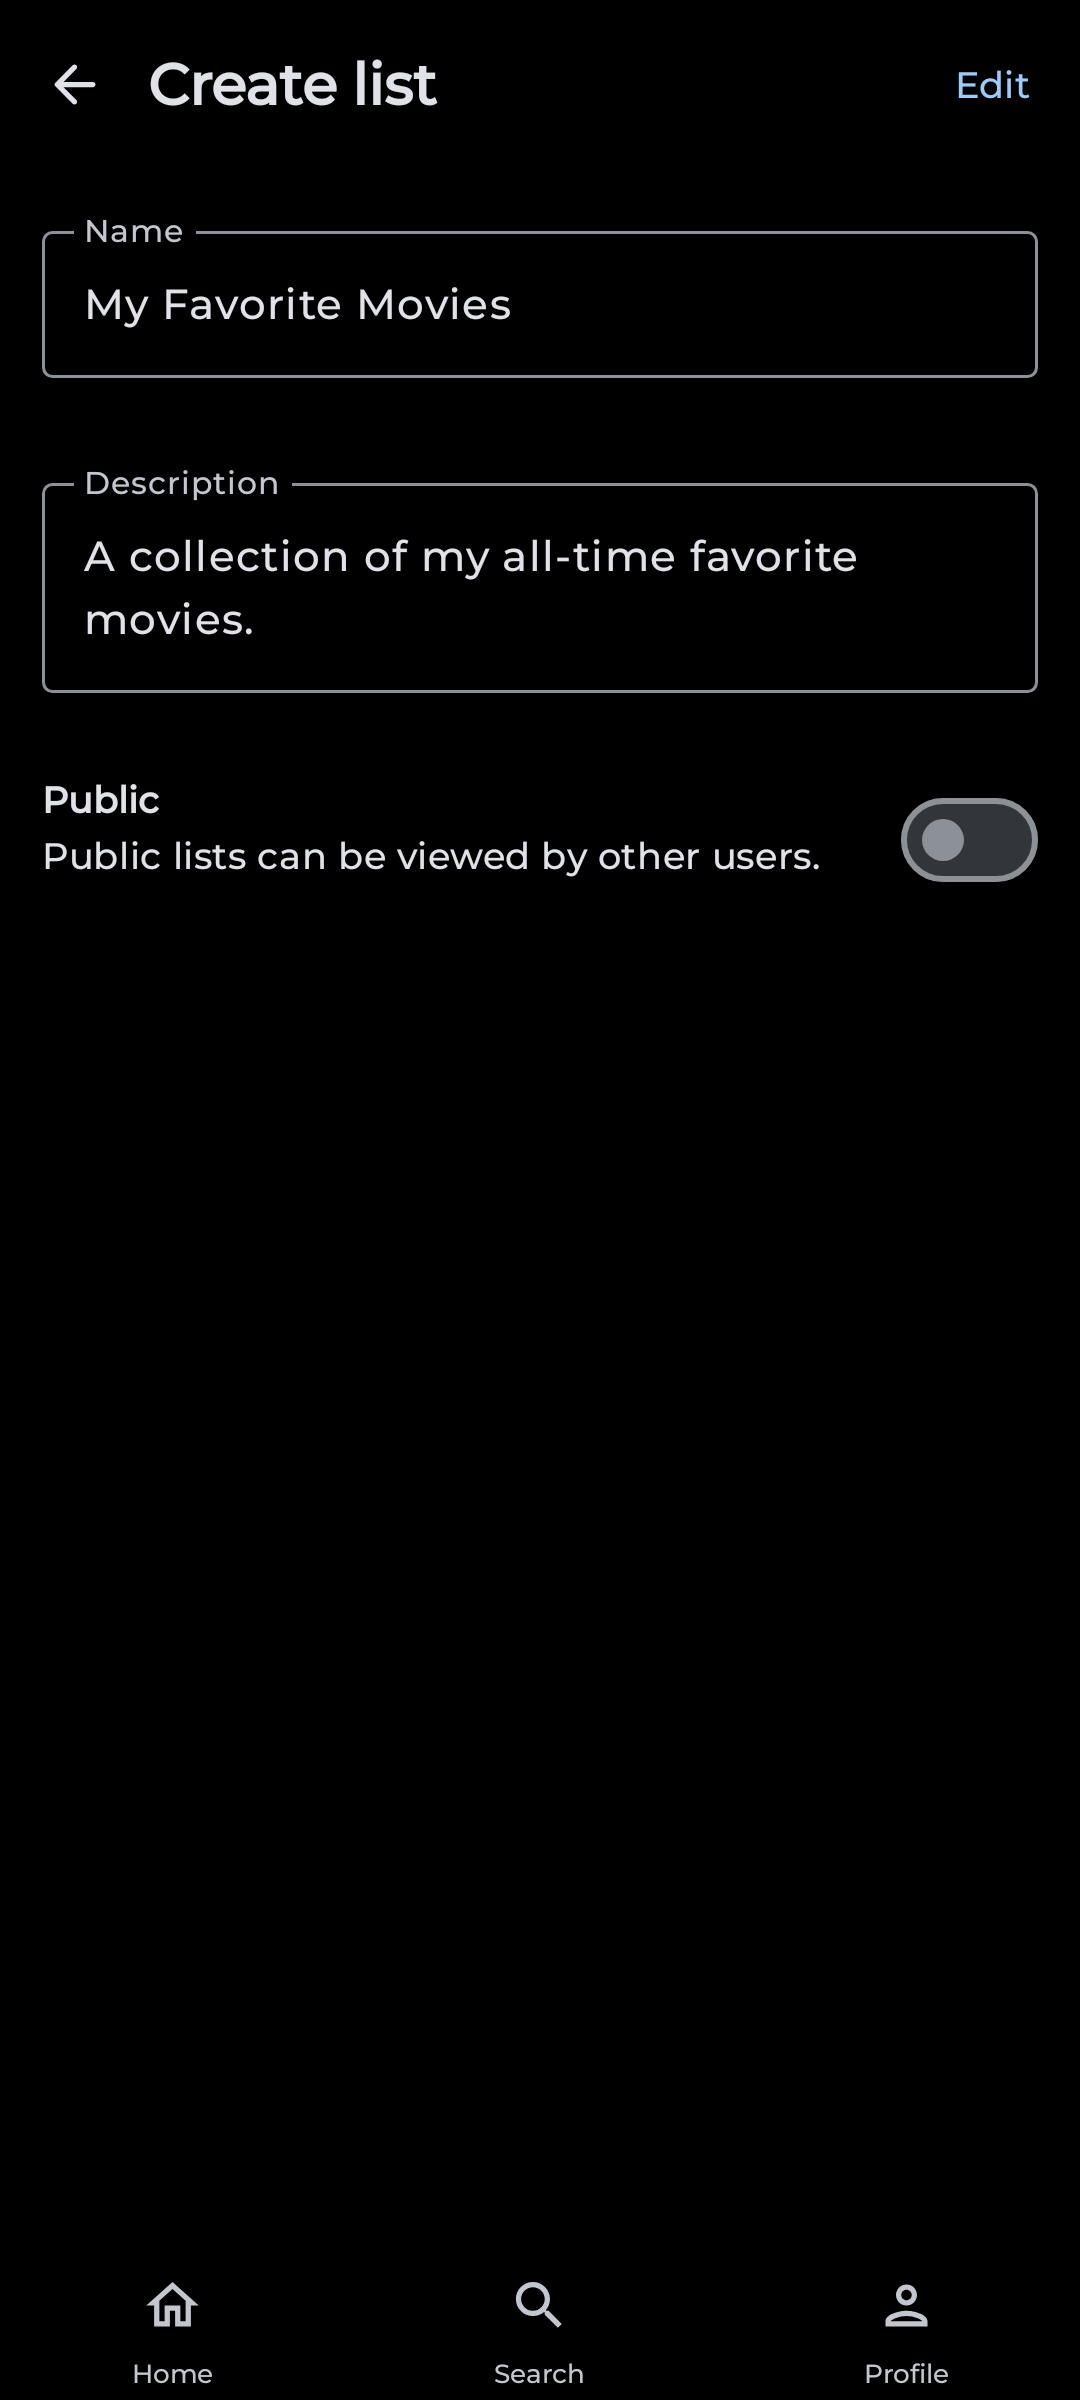 Create list
Edit
Name
My Favorite Movies
Description
A collection of my all-time favorite
movies.
Public
Public lists can be viewed by other users.
Home
Search
Profile